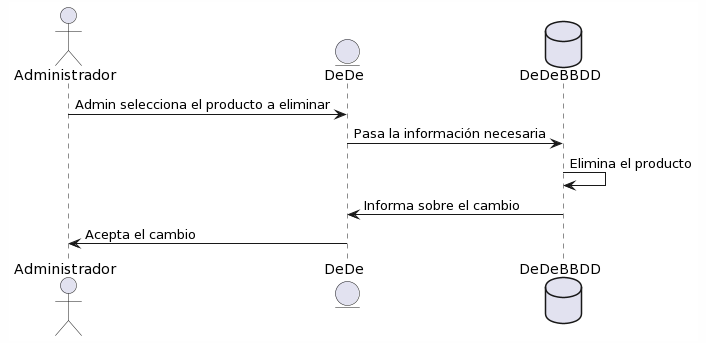 Administrador
DeDe
DeDeBBDD
Admin selecciona el producto a eliminar
Pasa la información necesaria
Elimina el producto
Informa sobre el cambio
Acepta el cambio
Administrador
DeDe
DeDeBBDD